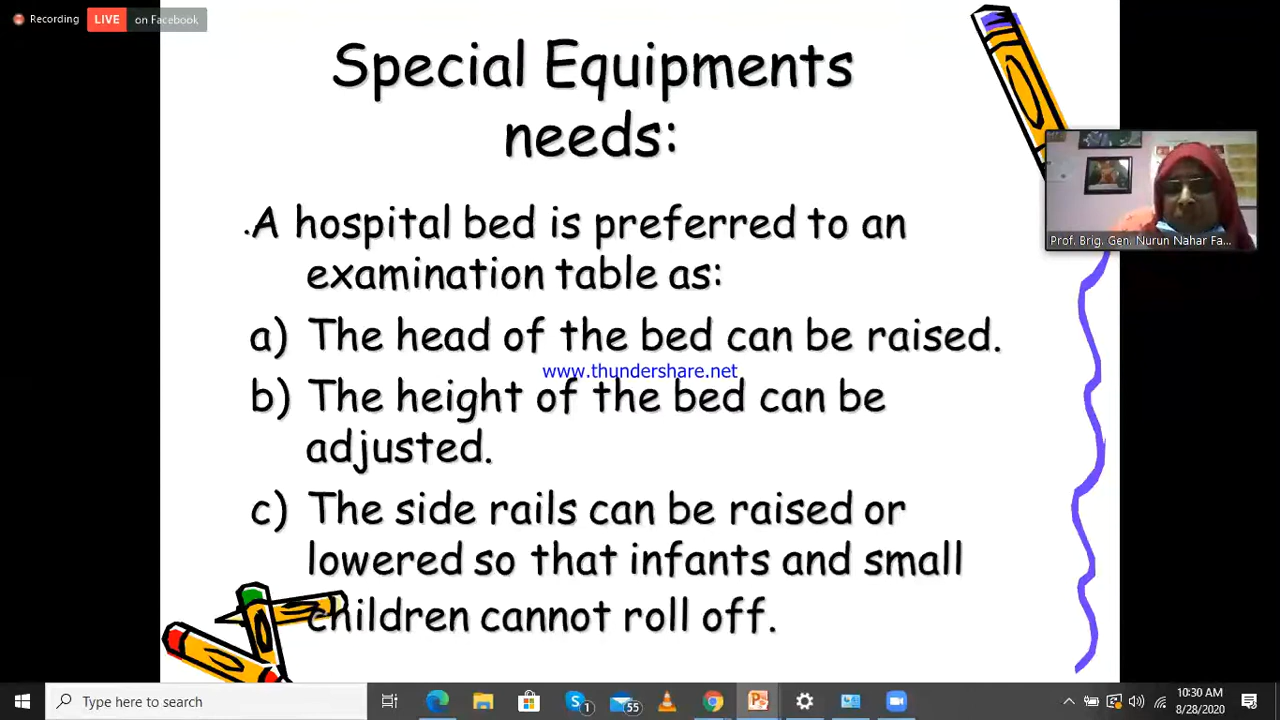 Recording
LIVE on Facebook
Special Equipments
needs:
A hospital bed is preferred to an
examination table as:
a) The head of the bed can be raised.
www.thundershare.net
b) The height of the bed can be
adjusted.
c) The side rails can be raised or
lowered so that infants and small
children cannot roll off.
Prof. Brig. Gen. Nurun Nahar Fa...
Type here to search
1
55
10:30 AM
8/28/2020